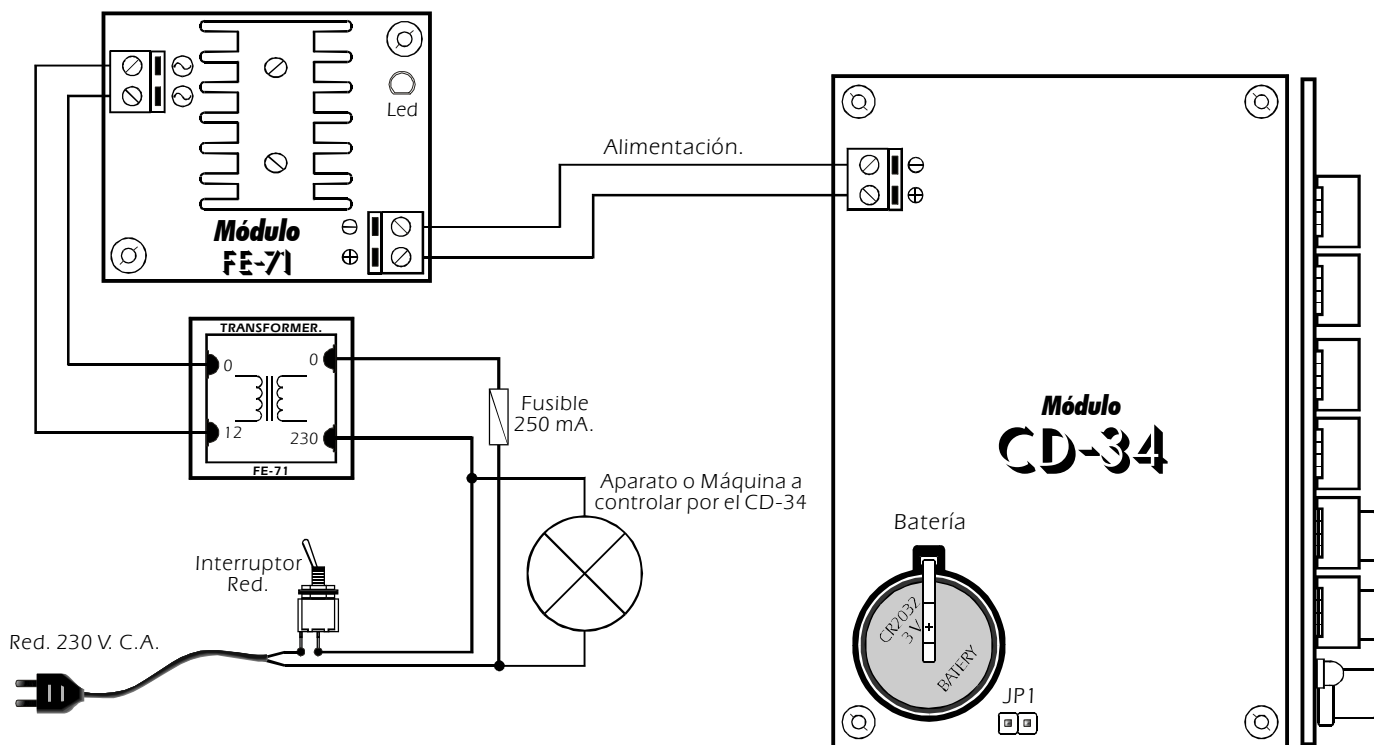 Led
Alimentación.
Módulo
FE-71
TRANSFORMER.
0
0
12
230
FE-71
Fusible
250 mA.
Aparato o Máquina a
controlar por el CD-34
Interruptor
Red.
Red. 230 V. C.A.
Módulo
CD-34
Batería
CR2032
3 V
+
BATERY
JP1